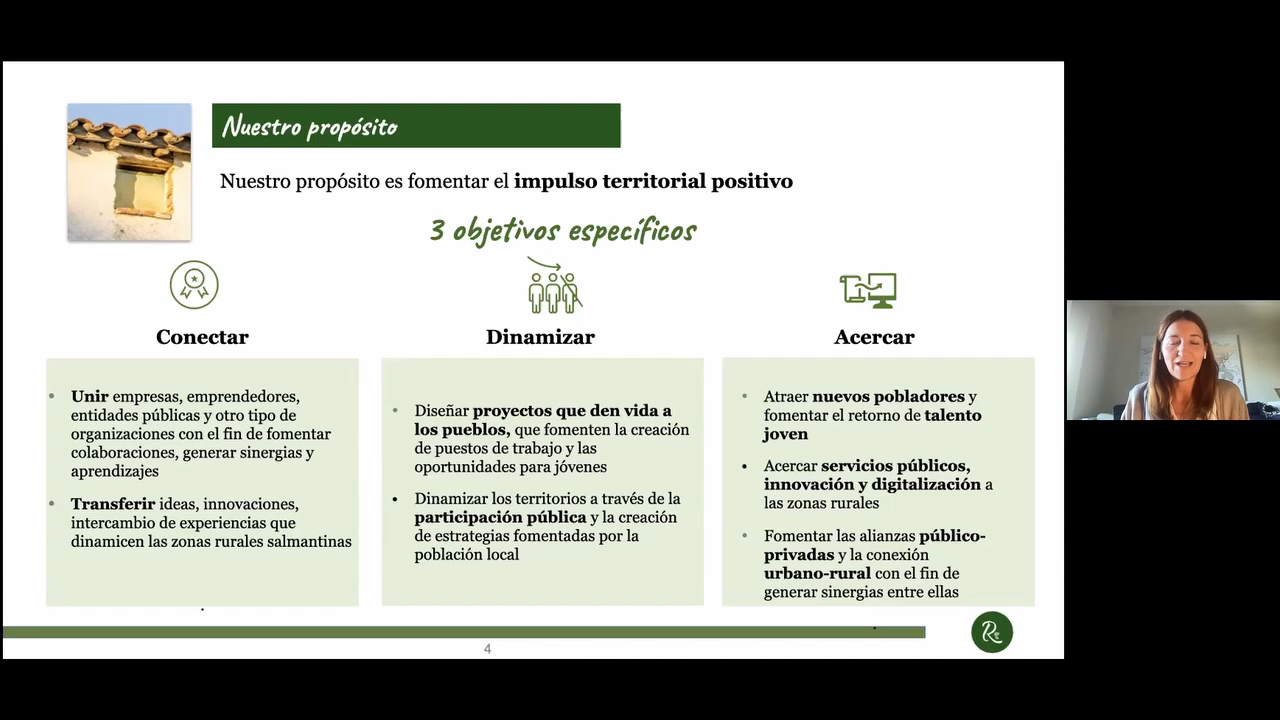 Nuestro propósito
Nuestro propósito es fomentar el impulso territorial positivo
3 objetivos específicos
Conectar
• Unir empresas, emprendedores,
entidades públicas y otro tipo de
organizaciones con el fin de fomentar
colaboraciones, generar sinergias y
aprendizajes
• Transferir ideas, innovaciones,
intercambio de experiencias que
dinamicen las zonas rurales salmantinas
Dinamizar
• Diseñar proyectos que den vida a
los pueblos, que fomenten la creación
de puestos de trabajo y las
oportunidades para jóvenes
• Dinamizar los territorios a través de la
participación pública y la creación
de estrategias fomentadas por la
población local
Acercar
• Atraer nuevos pobladores y
fomentar el retorno de talento
joven
• Acercar servicios públicos,
innovación y digitalización a
las zonas rurales
• Fomentar las alianzas público-
privadas y la conexión
urbano-rural con el fin de
generar sinergias entre ellas
4
R